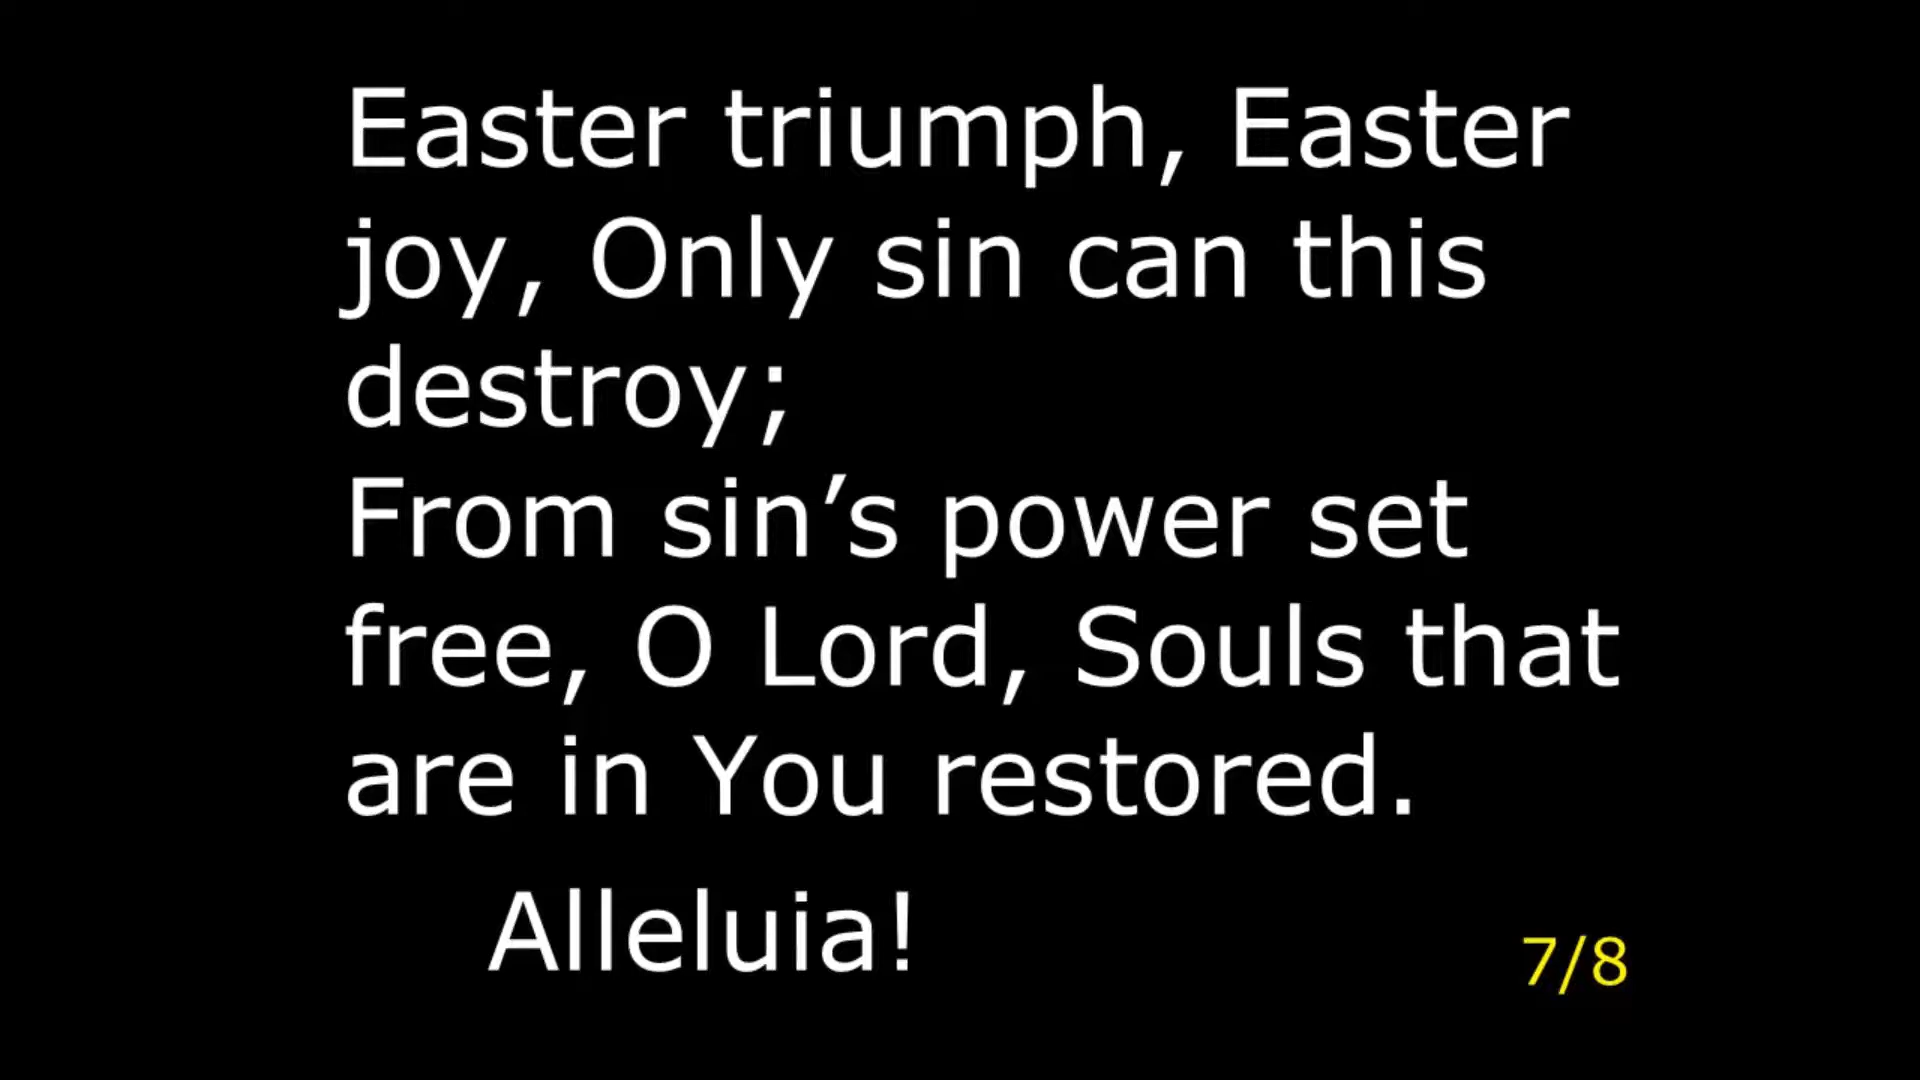 Easter triumph, Easter
joy, Only sin can this
destroy;
From sin’s power set
free, O Lord, Souls that
are in You restored.
Alleluia!
7/8